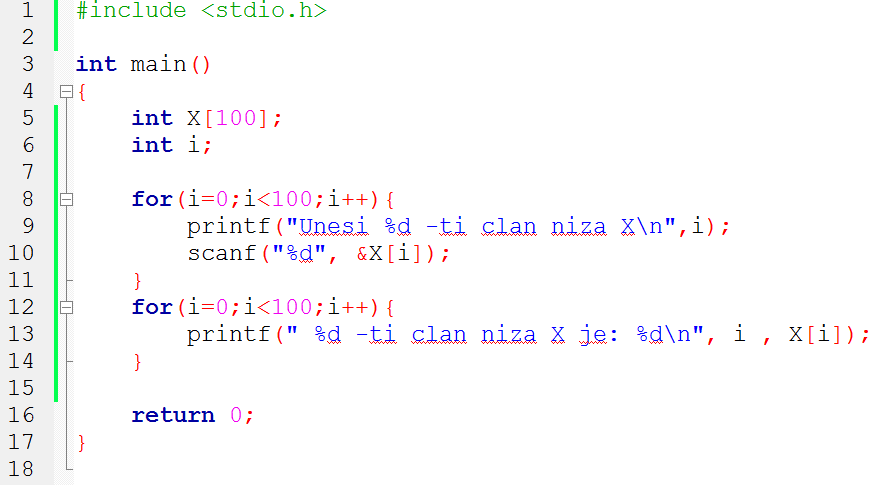 1 #include <stdio.h>
2
3 int main()
4 {
5 int X[100];
6 int i;
7
8 for(i=0;i<100;i++){
9 printf("Unesi %d -ti clan niza X\n",i);
10 scanf("%d", &X[i]);
11 }
12 for(i=0;i<100;i++){
13 printf(" %d -ti clan niza X je: %d\n", i , X[i]);
14 }
15
16 return 0;
17 }
18